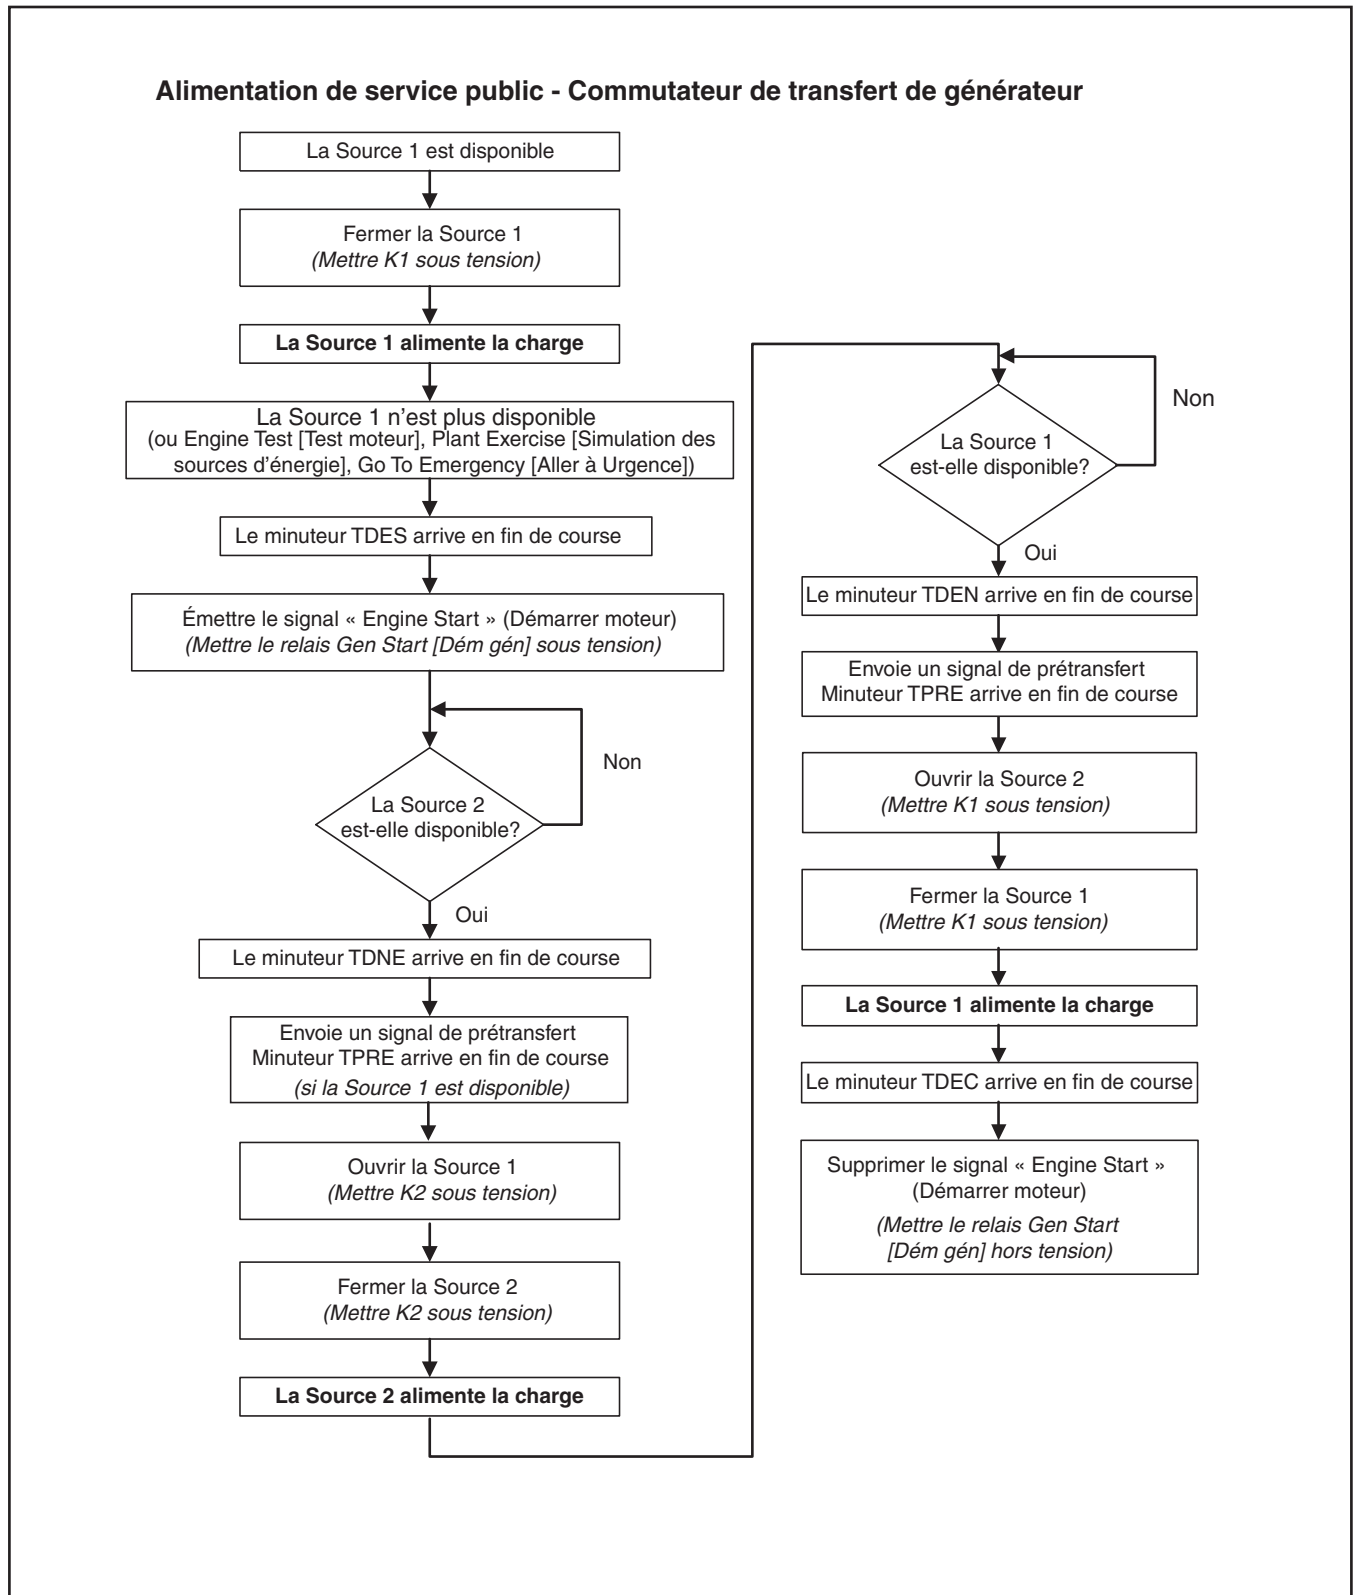 Alimentation de service public - Commutateur de transfert de générateur
La Source 1 est disponible
Fermer la Source 1
(Mettre K1 sous tension)
La Source 1 alimente la charge
La Source 1 n'est plus disponible
(ou Engine Test [Test moteur], Plant Exercise [Simulation des
sources d'énergie], Go To Emergency [Aller à Urgence])
Le minuteur TDES arrive en fin de course
Émettre le signal « Engine Start » (Démarrer moteur)
(Mettre le relais Gen Start [Dém gén] sous tension)
Non
La Source 2
est-elle disponible?
Oui
Le minuteur TDNE arrive en fin de course
Envoie un signal de prétransfert
Minuteur TPRE arrive en fin de course
(si la Source 1 est disponible)
Ouvrir la Source 1
(Mettre K2 sous tension)
Fermer la Source 2
(Mettre K2 sous tension)
La Source 2 alimente la charge
Non
La Source 1
est-elle disponible?
Oui
Le minuteur TDEN arrive en fin de course
Envoie un signal de prétransfert
Minuteur TPRE arrive en fin de course
Ouvrir la Source 2
(Mettre K1 sous tension)
Fermer la Source 1
(Mettre K1 sous tension)
La Source 1 alimente la charge
Le minuteur TDEC arrive en fin de course
Supprimer le signal « Engine Start »
(Démarrer moteur)
(Mettre le relais Gen Start
[Dém gén] hors tension)